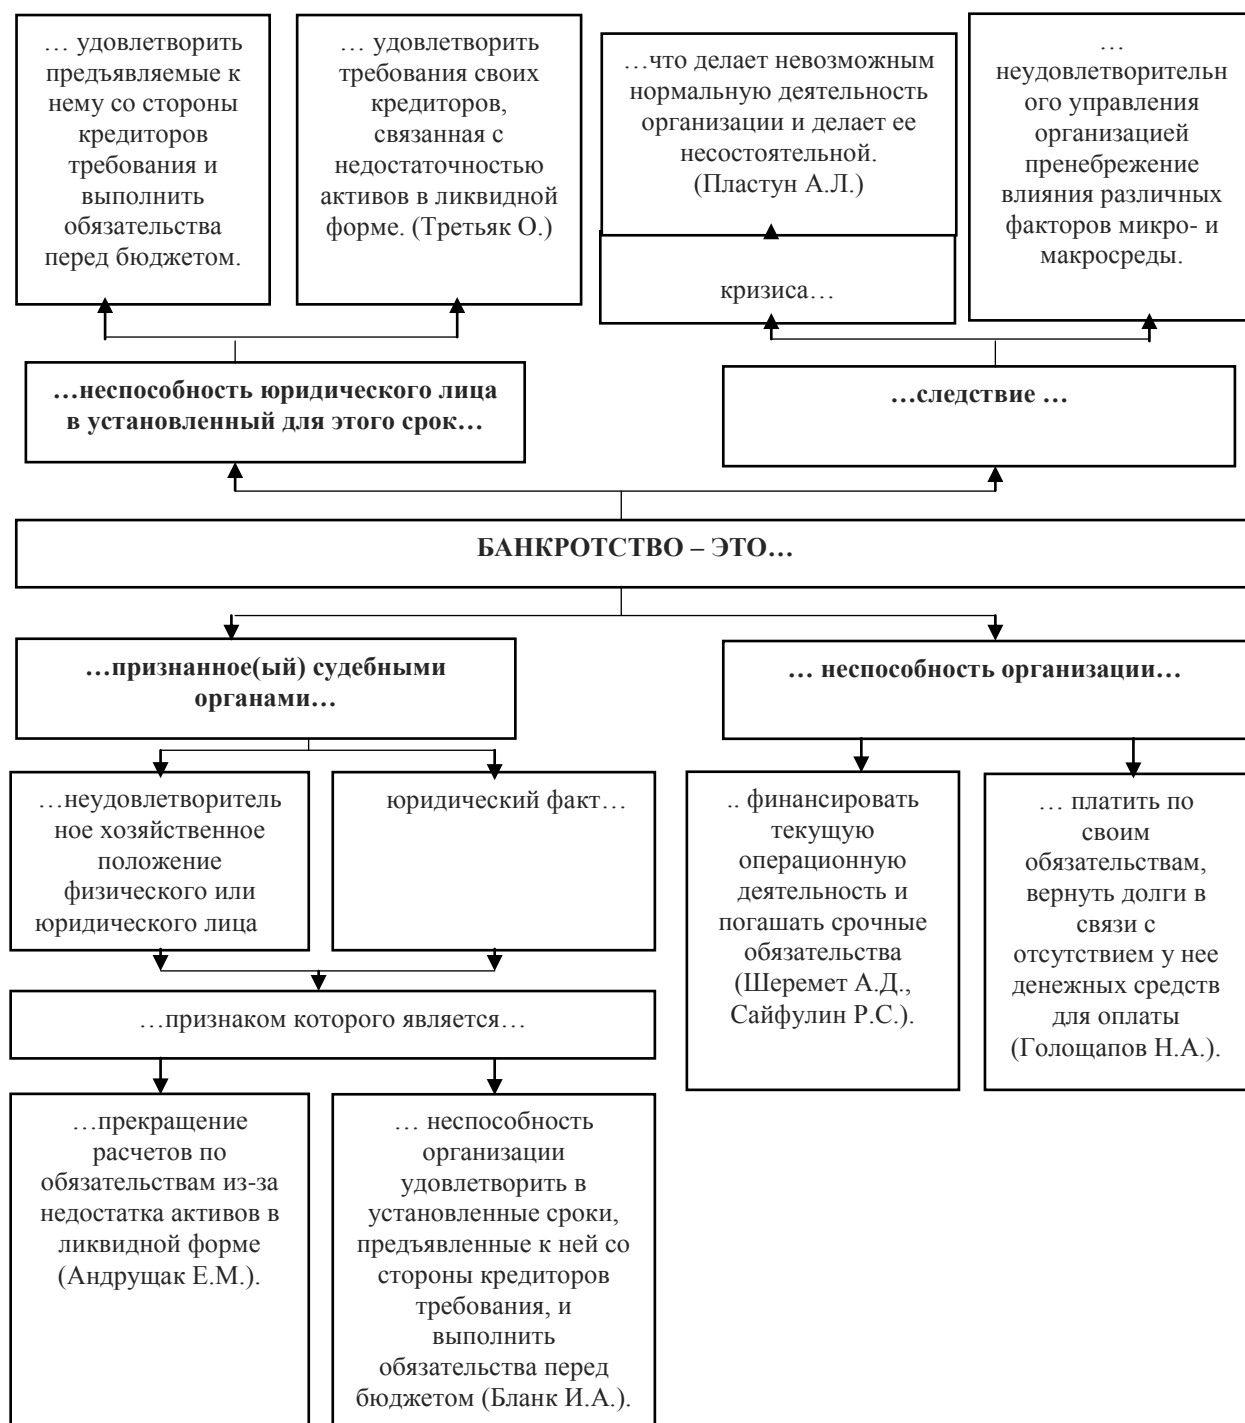 … удовлетворить
предъявляемые к
нему со стороны
кредиторов
требования и
выполнить
обязательства
перед бюджетом.
… удовлетворить
требования своих
кредиторов,
связанная с
недостаточностью
активов в ликвидной
форме. (Третьяк О.)
…что делает невозможным
нормальную деятельность
организации и делает ее
несостоятельной.
(Пластун А.Л.)
кризиса…
…
неудовлетворительн
ого управления
организацией
пренебрежение
влияния различных
факторов микро- и
макросреды.
…неспособность юридического лица
в установленный для этого срок…
…следствие …
БАНКРОТСТВО – ЭТО…
…признанное(ый) судебными
органами…
… неспособность организации…
…неудовлетворитель
ное хозяйственное
положение
физического или
юридического лица
юридический факт…
.. финансировать
текущую
операционную
деятельность и
погашать срочные
обязательства
(Шеремет А.Д.,
Сайфулин Р.С.).
… платить по
своим
обязательствам,
вернуть долги в
связи с
отсутствием у нее
денежных средств
для оплаты
(Голощапов Н.А.).
…признаком которого является…
…прекращение
расчетов по
обязательствам из-за
недостатка активов в
ликвидной форме
(Андрущак Е.М.).
… неспособность
организации
удовлетворить в
установленные сроки,
предъявленные к ней со
стороны кредиторов
требования, и
выполнить
обязательства перед
бюджетом (Бланк И.А.).